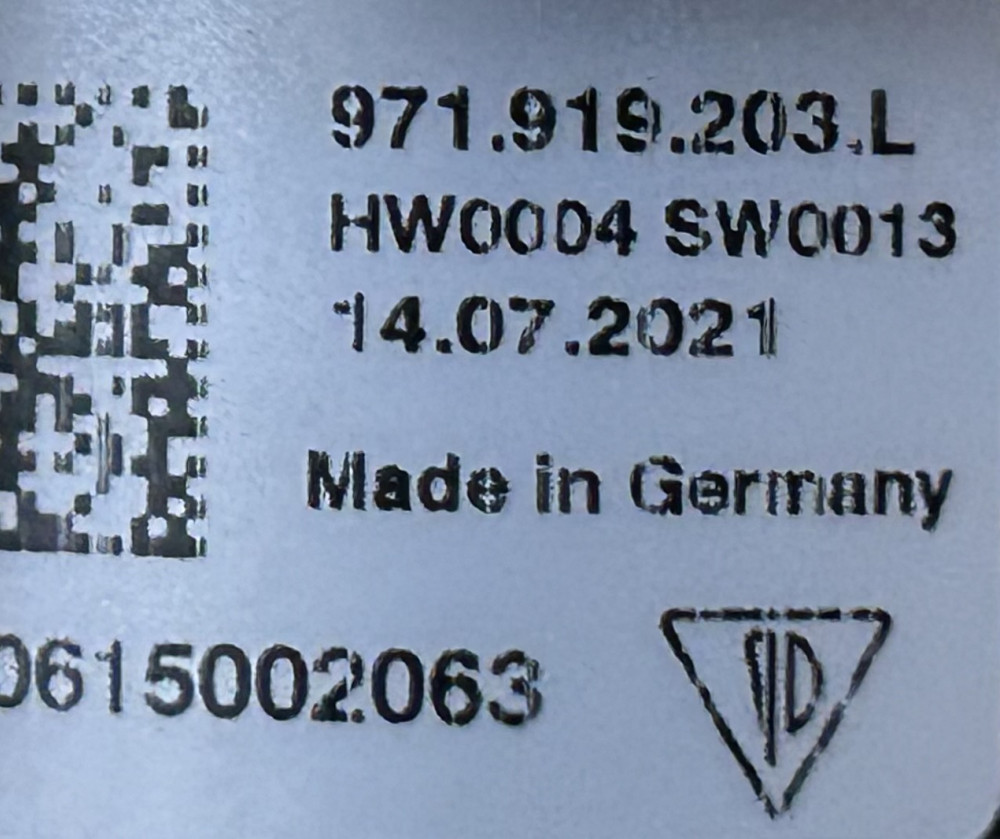 971.919.203.L
HW0004 SW0013
14.07.2021
Made in Germany
0615002063